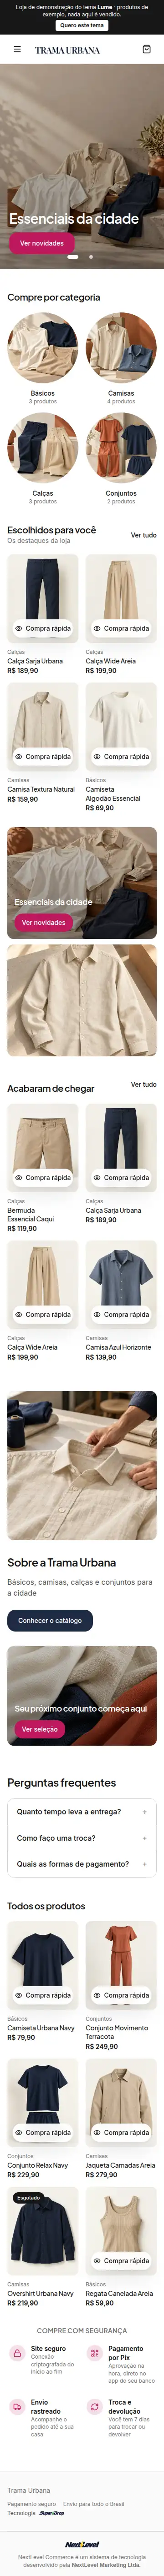 Loja de demonstração do tema Lume · produtos de
exemplo, nada aqui é vendido.
Quero este tema
TRAMA URBANA
Essenciais da cidade
Ver novidades
Compre por categoria
Básicos
3 produtos
Camisas
4 produtos
Calças
3 produtos
Conjuntos
2 produtos
Escolhidos para você
Os destaques da loja
Ver tudo
Compra rápida
Compra rápida
Calças
Calça Sarja Urbana
R$ 189,90
Calças
Calça Wide Areia
R$ 199,90
Compra rápida
Compra rápida
Camisas
Camisa Textura Natural
R$ 159,90
Básicos
Camiseta
Algodão Essencial
R$ 69,90
Essenciais da cidade
Ver novidades
Acabaram de chegar
Ver tudo
Compra rápida
Compra rápida
Calças
Bermuda
Essencial Caqui
R$ 119,90
Calças
Calça Sarja Urbana
R$ 189,90
Compra rápida
Compra rápida
Calças
Calça Wide Areia
R$ 199,90
Camisas
Camisa Azul Horizonte
R$ 139,90
Sobre a Trama Urbana
Básicos, camisas, calças e conjuntos para
a cidade
Conhecer o catálogo
Seu próximo conjunto começa aqui
Ver seleção
Perguntas frequentes
Quanto tempo leva a entrega? +
Como faço uma troca? +
Quais as formas de pagamento? +
Todos os produtos
Compra rápida
Compra rápida
Básicos
Camiseta Urbana Navy
R$ 79,90
Conjuntos
Conjunto Movimento
Terracota
R$ 249,90
Compra rápida
Compra rápida
Conjuntos
Conjunto Relax Navy
R$ 229,90
Camisas
Jaqueta Camadas Areia
R$ 279,90
Esgotado
Compra rápida
Camisas
Overshirt Urbana Navy
R$ 219,90
Básicos
Regata Canelada Areia
R$ 59,90
COMPRE COM SEGURANÇA
Site seguro
Conexão
criptografada do
início ao fim
Pagamento
por Pix
Aprovação na
hora, direto no
app do seu banco
Envio
rastreado
Acompanhe o
pedido até a sua
casa
Troca e
devolução
Você tem 7 dias
para trocar ou
devolver
Trama Urbana
Pagamento seguro Envio para todo o Brasil
Tecnologia SuperDrop
NextLevel
NextLevel Commerce é um sistema de tecnologia
desenvolvido pela NextLevel Marketing Ltda.